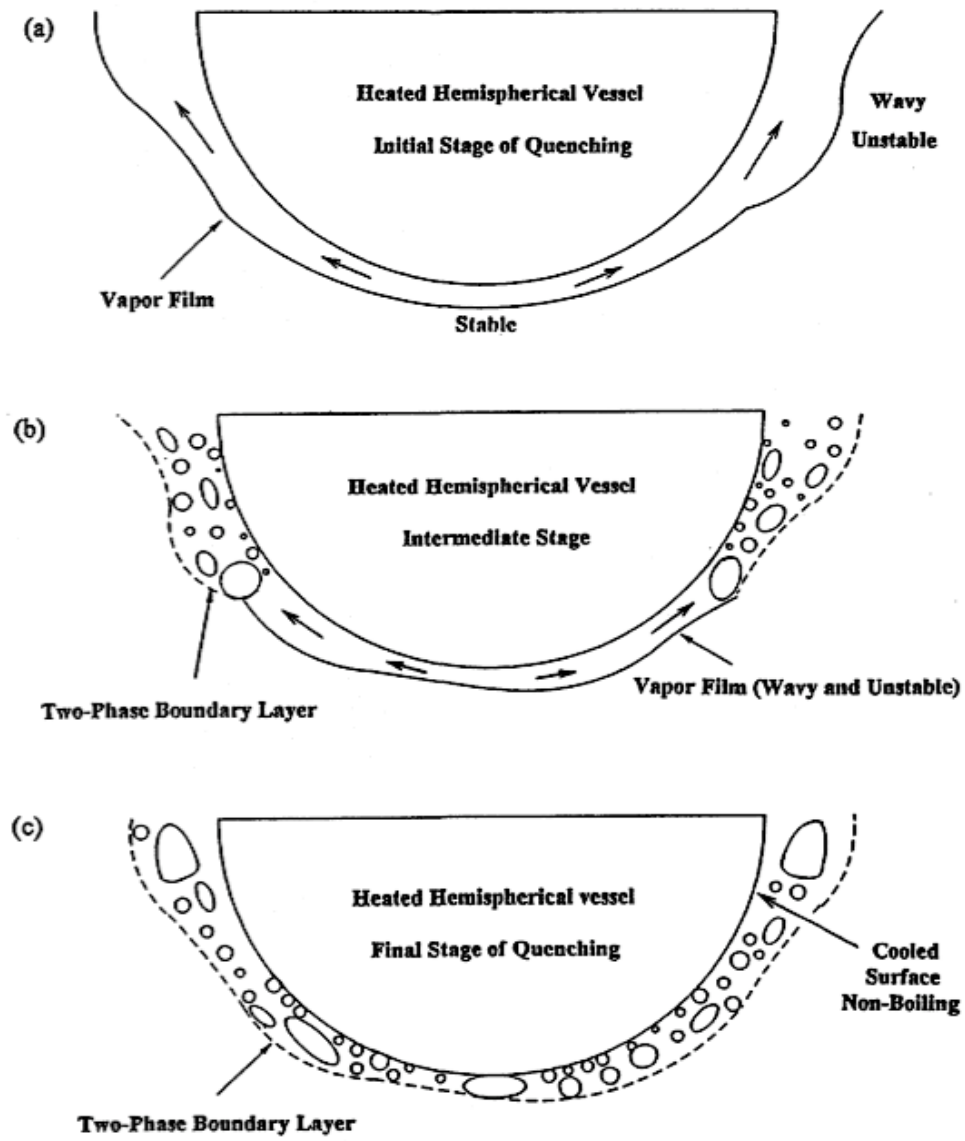 (a)
Heated Hemispherical Vessel
Initial Stage of Quenching
Wavy
Unstable
Vapor Film
Stable
(b)
Heated Hemispherical Vessel
Intermediate Stage
Vapor Film (Wavy and Unstable)
Two-Phase Boundary Layer
(c)
Heated Hemispherical vessel
Final Stage of Quenching
Cooled
Surface
Non-Boiling
Two-Phase Boundary Layer